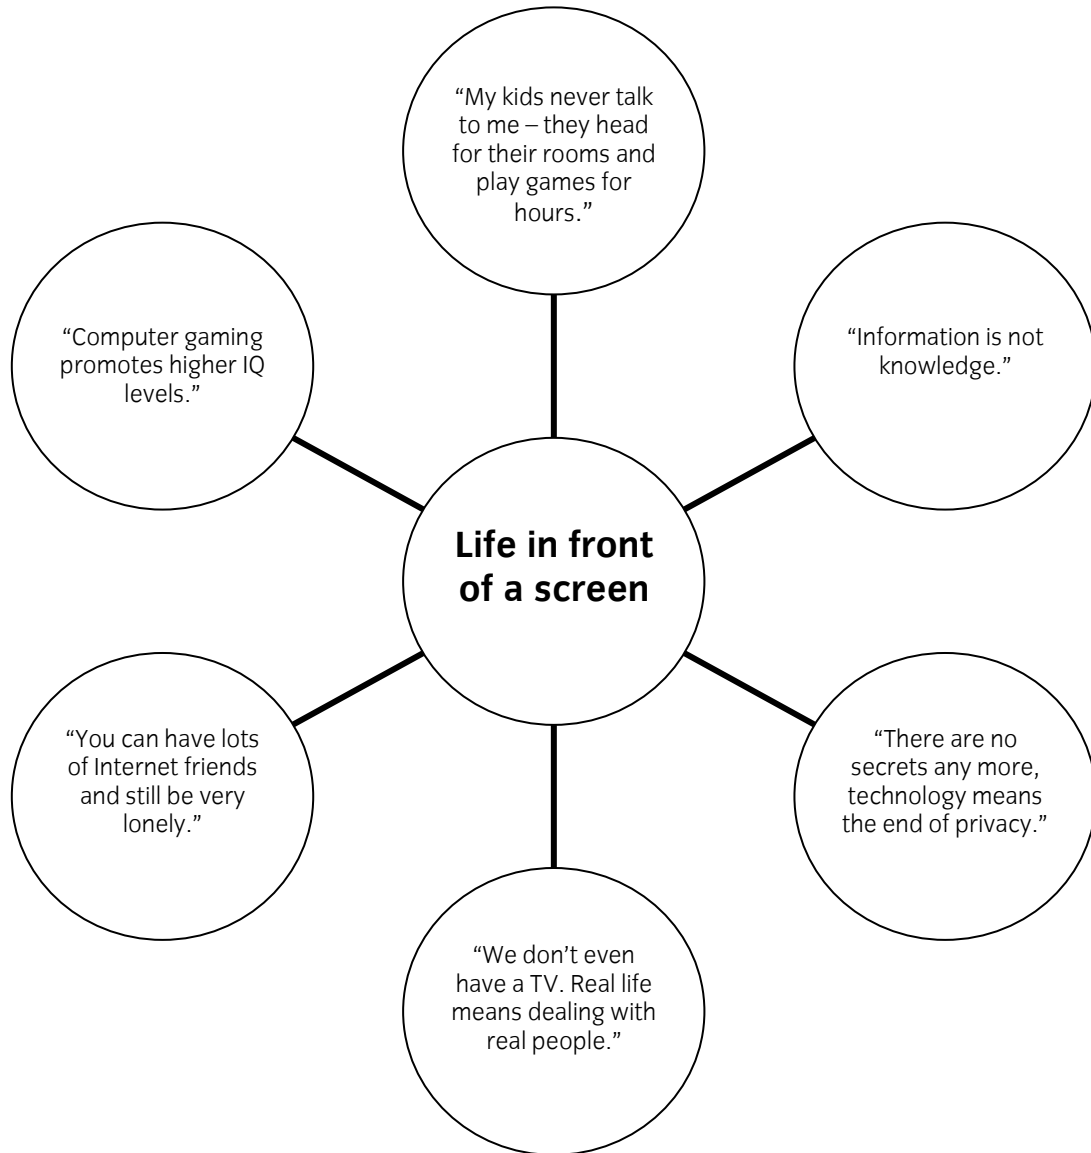 “My kids never talk
to me – they head
for their rooms and
play games for
hours.”
“Computer gaming
promotes higher IQ
levels.”
“Information is not
knowledge.”
Life in front
of a screen
“You can have lots
of Internet friends
and still be very
lonely.”
“There are no
secrets any more,
technology means
the end of privacy.”
“We don’t even
have a TV. Real life
means dealing with
real people.”